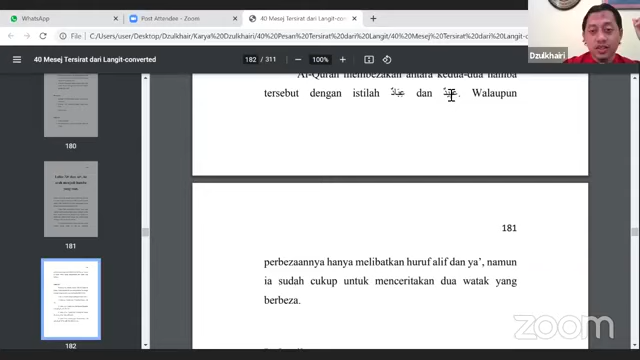 WhatsApp
Post Attendee - Zoom
40 Mesej Tersirat dari Langit-con
C:/Users/user/Desktop/Dzulkhair/Karya%20Dzulkhairi/40%20Pesan%20Tersirat%20dari%20Langit/40%20Mesej%20Tersirat%20dari%20Langit-converted
Dzulkhairi
40 Mesej Tersirat dari Langit-converted
182 / 311
100%
Al-Quran membezakan antara kedua-dua hamba
tersebut dengan istilah عِبَادٌ dan عَبِيْدٌ. Walaupun
180
181
182
181
perbezaannya hanya melibatkan huruf alif dan ya', namun
ia sudah cukup untuk menceritakan dua watak yang
berbeza.
zoom